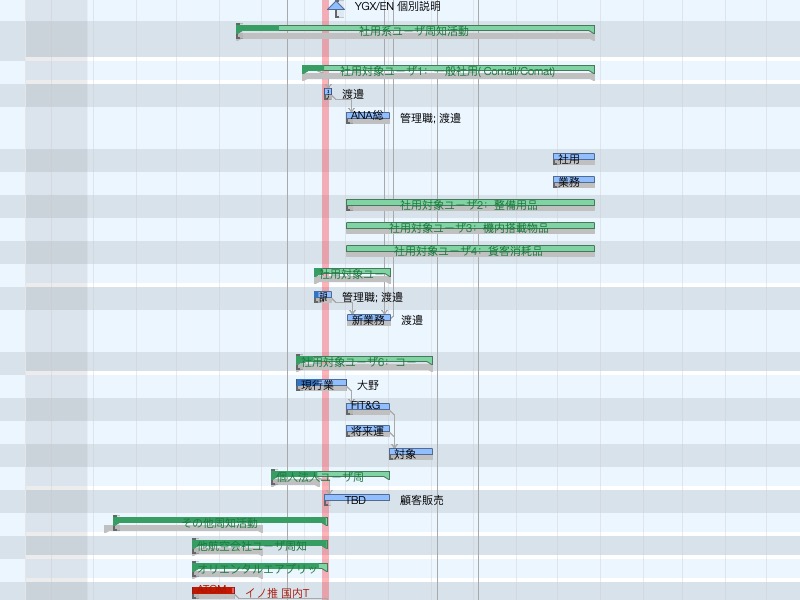 YGX/EN 個別説明
社用系ユーザ周知活動
社用対象ユーザ1: 一般社用( Comail/Comat)
渡邉
ANA総
管理職; 渡邉
社用
業務
社用対象ユーザ2: 整備用品
社用対象ユーザ3: 機内搭載物品
社用対象ユーザ4: 貨客消耗品
社用対象ユー
管理職; 渡邉
新業務
渡邉
社用対象ユーザ6: コー
現行業
大野
FIT&G
将来運
対象
個人法人ユーザ周
TBD
顧客販売
その他周知活動
他航空会社ユーザ周知
オリエンタルエアブリッ
イノ推 国内T